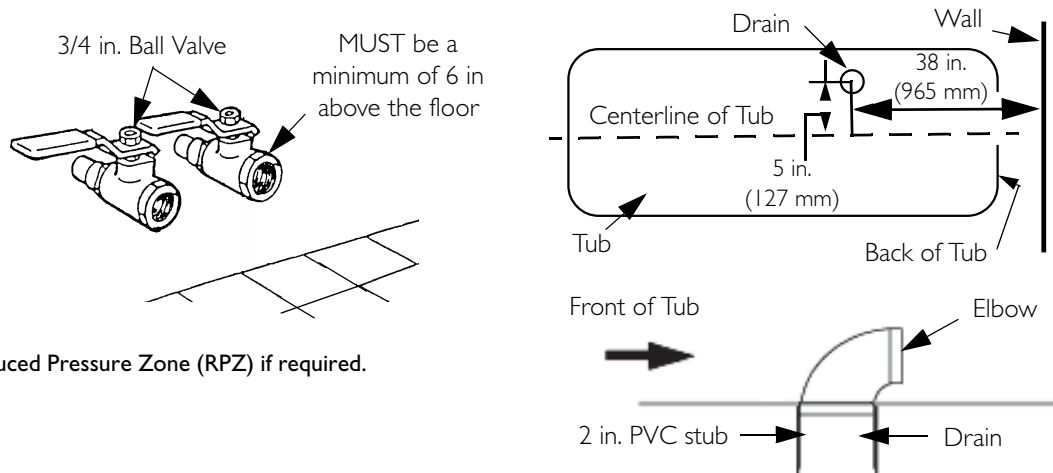 3/4 in. Ball Valve
MUST be a
minimum of 6 in
above the floor
uced Pressure Zone (RPZ) if required.
Drain
Wall
38 in.
(965 mm)
Centerline of Tub
5 in.
(127 mm)
Tub
Back of Tub
Front of Tub
Elbow
2 in. PVC stub
Drain